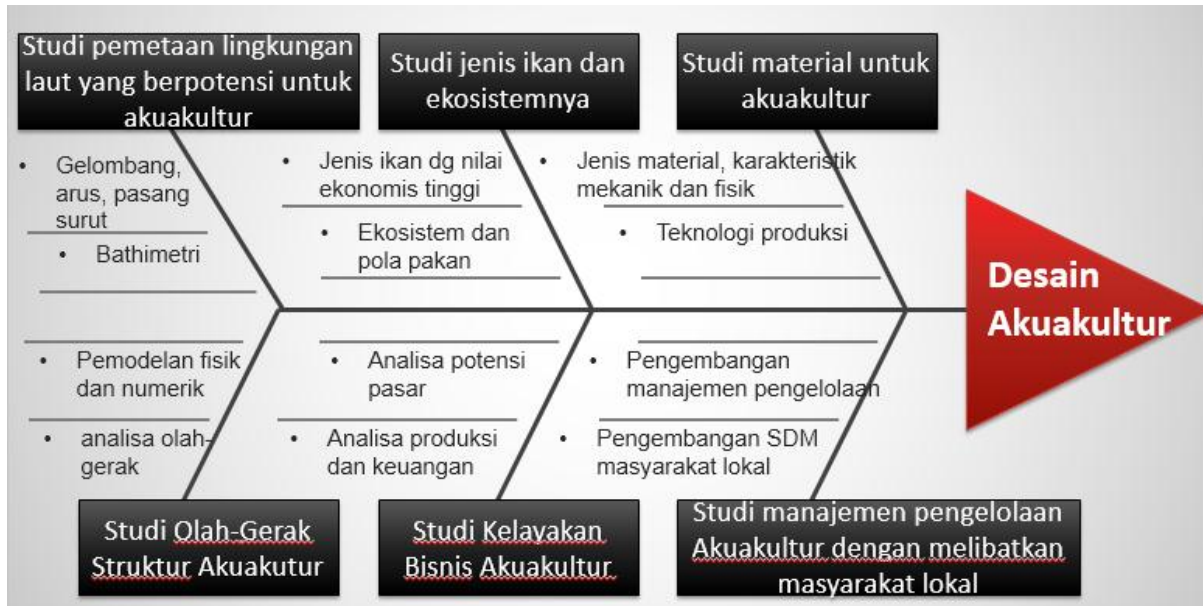 Studi pemetaan lingkungan
laut yang berpotensi untuk
akuakultur
Studi jenis ikan dan
ekosistemnya
Studi material untuk
akuakultur
• Gelombang,
arus, pasang
surut
• Bathimetri
• Jenis ikan dg nilai
ekonomis tinggi
• Ekosistem dan
pola pakan
• Jenis material, karakteristik
mekanik dan fisik
• Teknologi produksi
Desain
Akuakultur
• Pemodelan fisik
dan numerik
• analisa olah-
gerak
• Analisa potensi
pasar
• Analisa produksi
dan keuangan
• Pengembangan
manajemen pengelolaan
• Pengembangan SDM
masyarakat lokal
Studi Olah-Gerak
Struktur Akuakutur
Studi Kelayakan
Bisnis Akuakultur
Studi manajemen pengelolaan
Akuakultur dengan melibatkan
masyarakat lokal